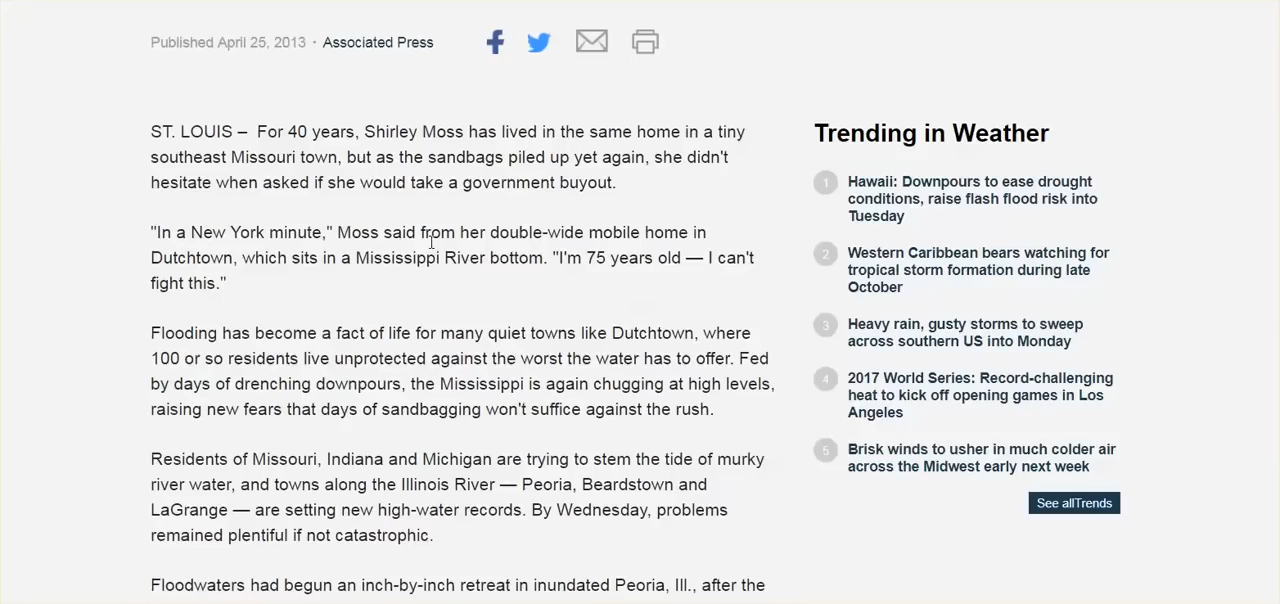 Published April 25, 2013 · Associated Press
ST. LOUIS – For 40 years, Shirley Moss has lived in the same home in a tiny
southeast Missouri town, but as the sandbags piled up yet again, she didn't
hesitate when asked if she would take a government buyout.
"In a New York minute," Moss said from her double-wide mobile home in
Dutchtown, which sits in a Mississippi River bottom. "I'm 75 years old — I can't
fight this."
Flooding has become a fact of life for many quiet towns like Dutchtown, where
100 or so residents live unprotected against the worst the water has to offer. Fed
by days of drenching downpours, the Mississippi is again chugging at high levels,
raising new fears that days of sandbagging won't suffice against the rush.
Residents of Missouri, Indiana and Michigan are trying to stem the tide of murky
river water, and towns along the Illinois River — Peoria, Beardstown and
LaGrange — are setting new high-water records. By Wednesday, problems
remained plentiful if not catastrophic.
Floodwaters had begun an inch-by-inch retreat in inundated Peoria, Ill., after the
Trending in Weather
1 Hawaii: Downpours to ease drought
conditions, raise flash flood risk into
Tuesday
2 Western Caribbean bears watching for
tropical storm formation during late
October
3 Heavy rain, gusty storms to sweep
across southern US into Monday
4 2017 World Series: Record-challenging
heat to kick off opening games in Los
Angeles
5 Brisk winds to usher in much colder air
across the Midwest early next week
See allTrends